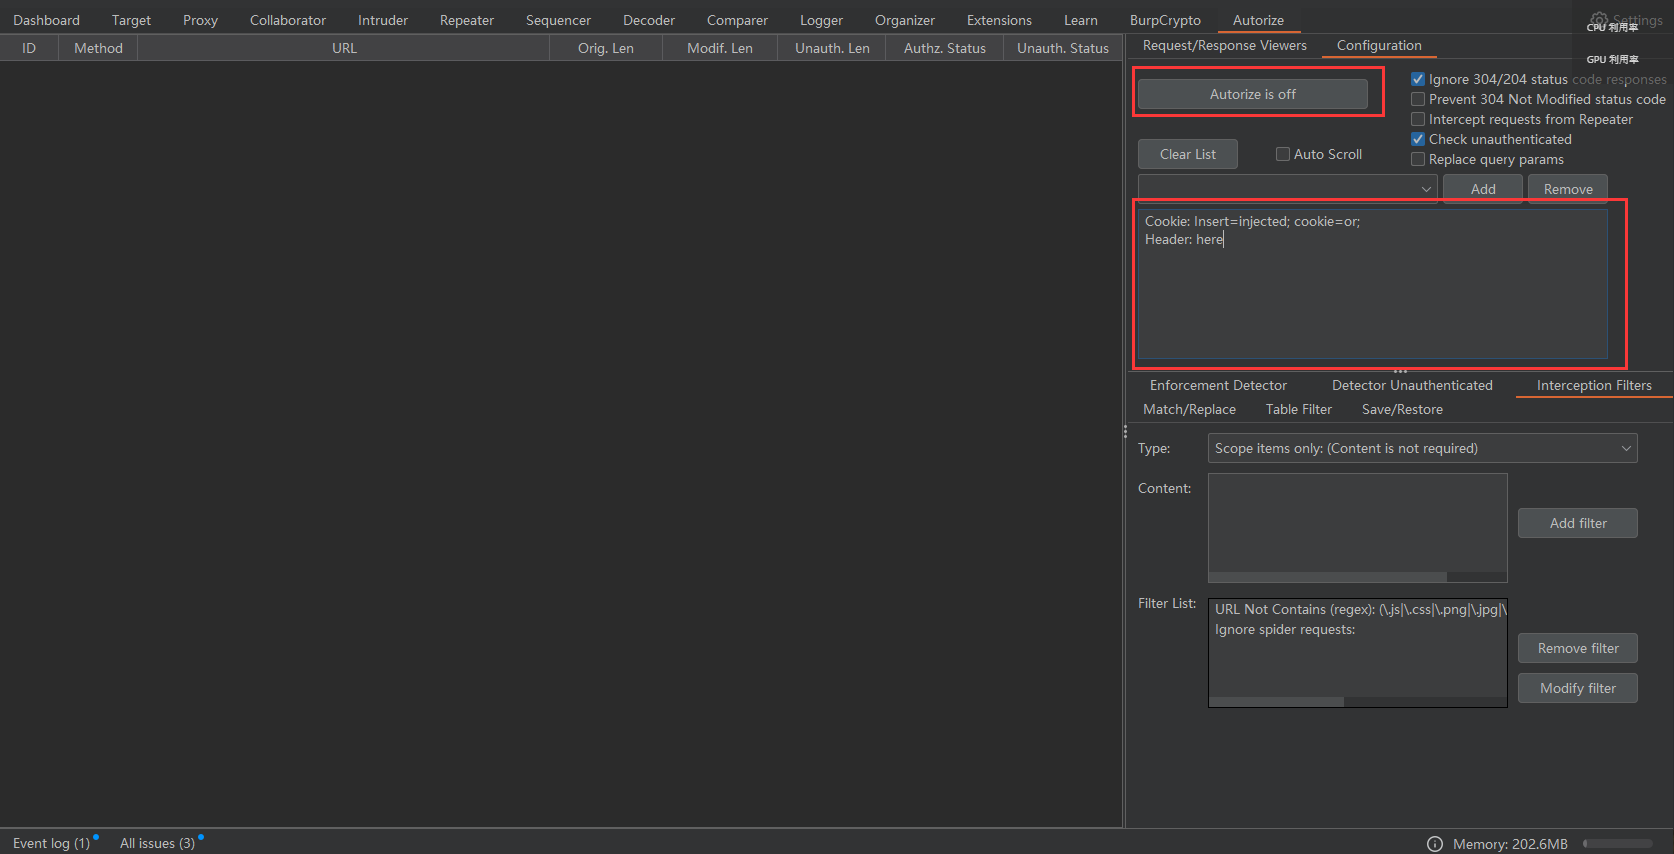 Dashboard Target Proxy Collaborator Intruder Repeater Sequencer Decoder Comparer Logger Organizer Extensions Learn BurpCrypto Autorize Settings
CPU 利用率
GPU 利用率
ID Method URL Orig. Len Modif. Len Unauth. Len Authz. Status Unauth. Status
Request/Response Viewers Configuration
Autorize is off
Ignore 304/204 status code responses
Prevent 304 Not Modified status code
Intercept requests from Repeater
Check unauthenticated
Replace query params
Clear List Auto Scroll
Add Remove
Cookie: Insert=injected; cookie=or;
Header: here
Enforcement Detector Detector Unauthenticated Interception Filters
Match/Replace Table Filter Save/Restore
Type: Scope items only: (Content is not required)
Content:
Add filter
Filter List: URL Not Contains (regex): (\.js|\.css|\.png|\.jpg|\
Ignore spider requests:
Remove filter
Modify filter
Event log (1) All issues (3) Memory: 202.6MB